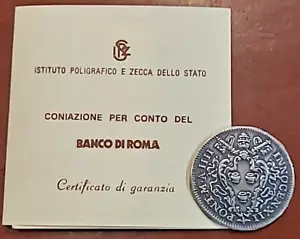 ISTITUTO POLIGRAFICO E ZECCA DELLO STATO
CONIAZIONE PER CONTO DEL
BANCO DI ROMA
Certificato di garanzia